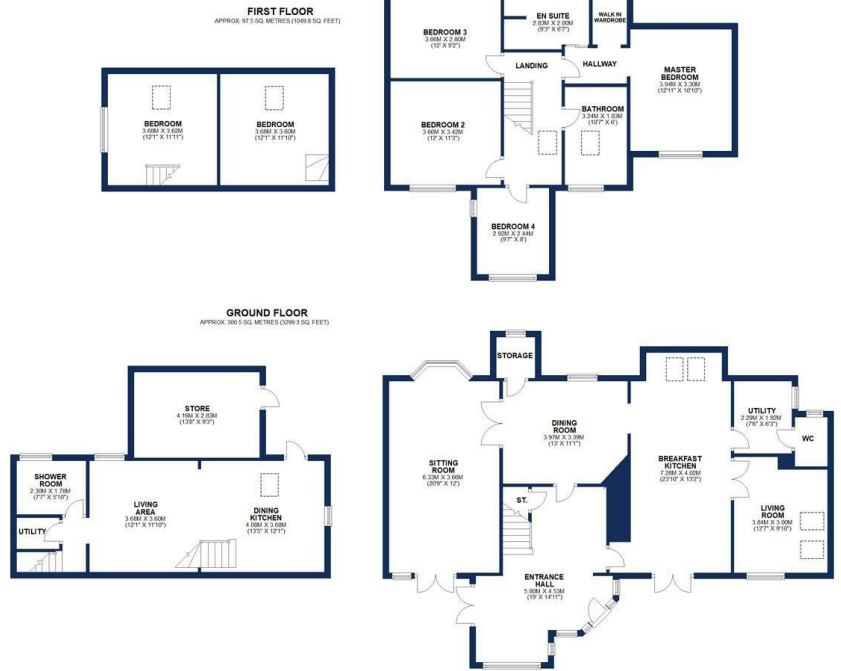 FIRST FLOOR
APPROX. 97.5 SQ. METRES (1049.8 SQ. FEET)
BEDROOM
3.68M X 3.62M
(12'1" X 11'11")
BEDROOM
3.68M X 3.60M
(12'1" X 11'10")
BEDROOM 3
3.66M X 2.80M
(12' X 9'2")
EN SUITE
2.83M X 2.00M
(9'3" X 6'7")
WALK IN
WARDROBE
LANDING
HALLWAY
MASTER
BEDROOM
3.94M X 3.30M
(12'11" X 10'10")
BEDROOM 2
3.66M X 3.42M
(12' X 11'3")
BATHROOM
3.24M X 1.83M
(10'7" X 6')
BEDROOM 4
2.92M X 2.44M
(9'7" X 8')
GROUND FLOOR
APPROX. 306.5 SQ. METRES (3299.3 SQ. FEET)
STORE
4.16M X 2.83M
(13'8" X 9'3")
SHOWER
ROOM
2.30M X 1.78M
(7'7" X 5'10")
UTILITY
LIVING
AREA
3.68M X 3.60M
(12'1" X 11'10")
DINING
KITCHEN
4.08M X 3.68M
(13'5" X 12'1")
STORAGE
SITTING
ROOM
6.33M X 3.66M
(20'9" X 12')
DINING
ROOM
3.97M X 3.39M
(13' X 11'1")
ST.
ENTRANCE
HALL
5.80M X 4.53M
(19' X 14'11")
BREAKFAST
KITCHEN
7.26M X 4.02M
(23'10" X 13'2")
UTILITY
2.29M X 1.92M
(7'6" X 6'3")
WC
LIVING
ROOM
3.84M X 3.00M
(12'7" X 9'10")